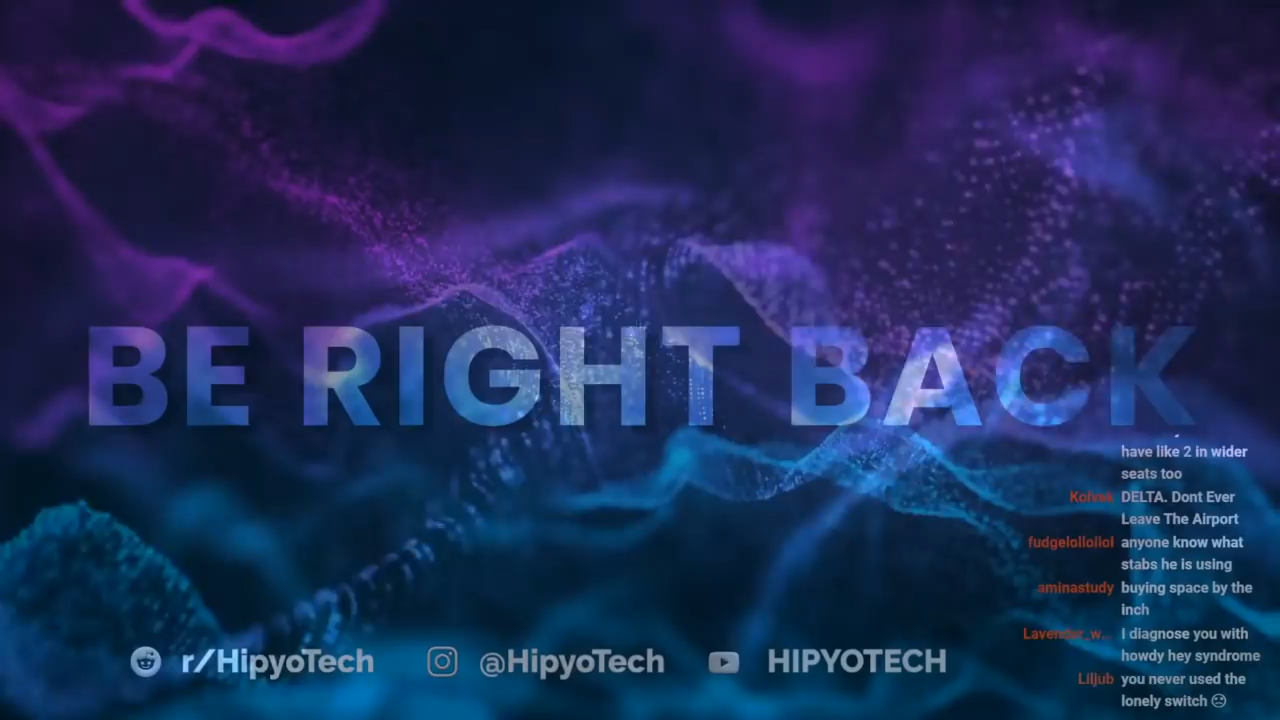 BE RIGHT BACK
have like 2 in wider
seats too
Kolvek DELTA. Dont Ever
Leave The Airport
fudgelollollol anyone know what
stabs he is using
aminastudy buying space by the
inch
Lavender_w... I diagnose you with
howdy hey syndrome
Liljub you never used the
lonely switch ☹
r/HipyoTech @HipyoTech HIPYOTECH